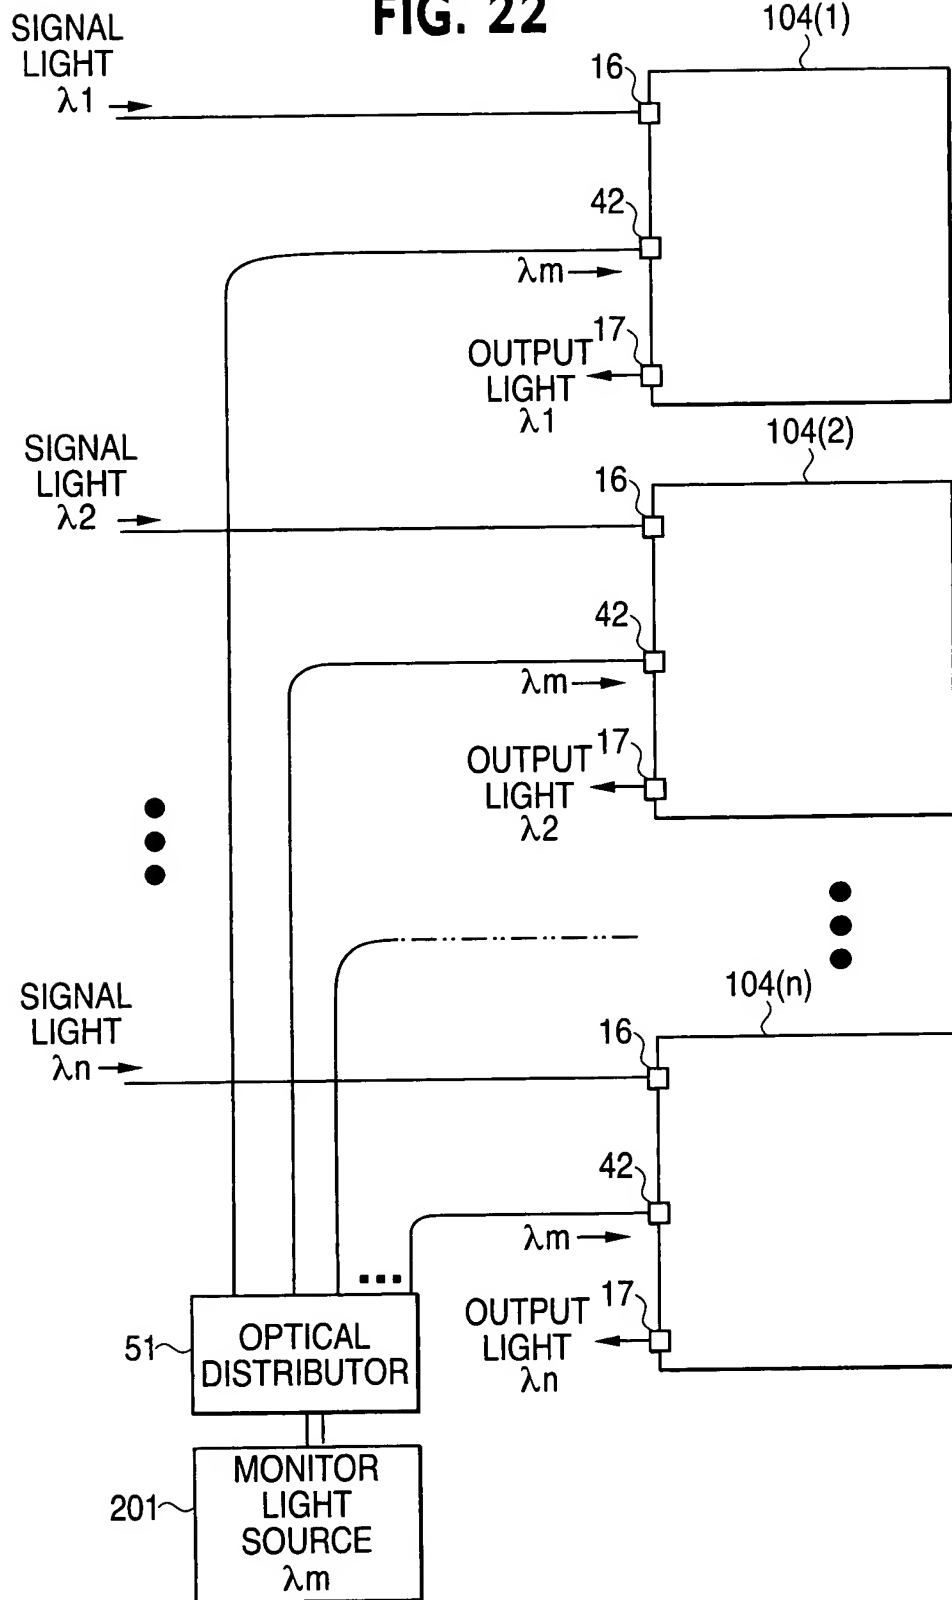 FIG. 22
SIGNAL
LIGHT
λ1
16
104(1)
42
λm
17
OUTPUT
LIGHT
λ1
SIGNAL
LIGHT
λ2
16
104(2)
42
λm
17
OUTPUT
LIGHT
λ2
SIGNAL
LIGHT
λn
16
104(n)
42
λm
17
OUTPUT
LIGHT
λn
51
OPTICAL
DISTRIBUTOR
201
MONITOR
LIGHT
SOURCE
λm